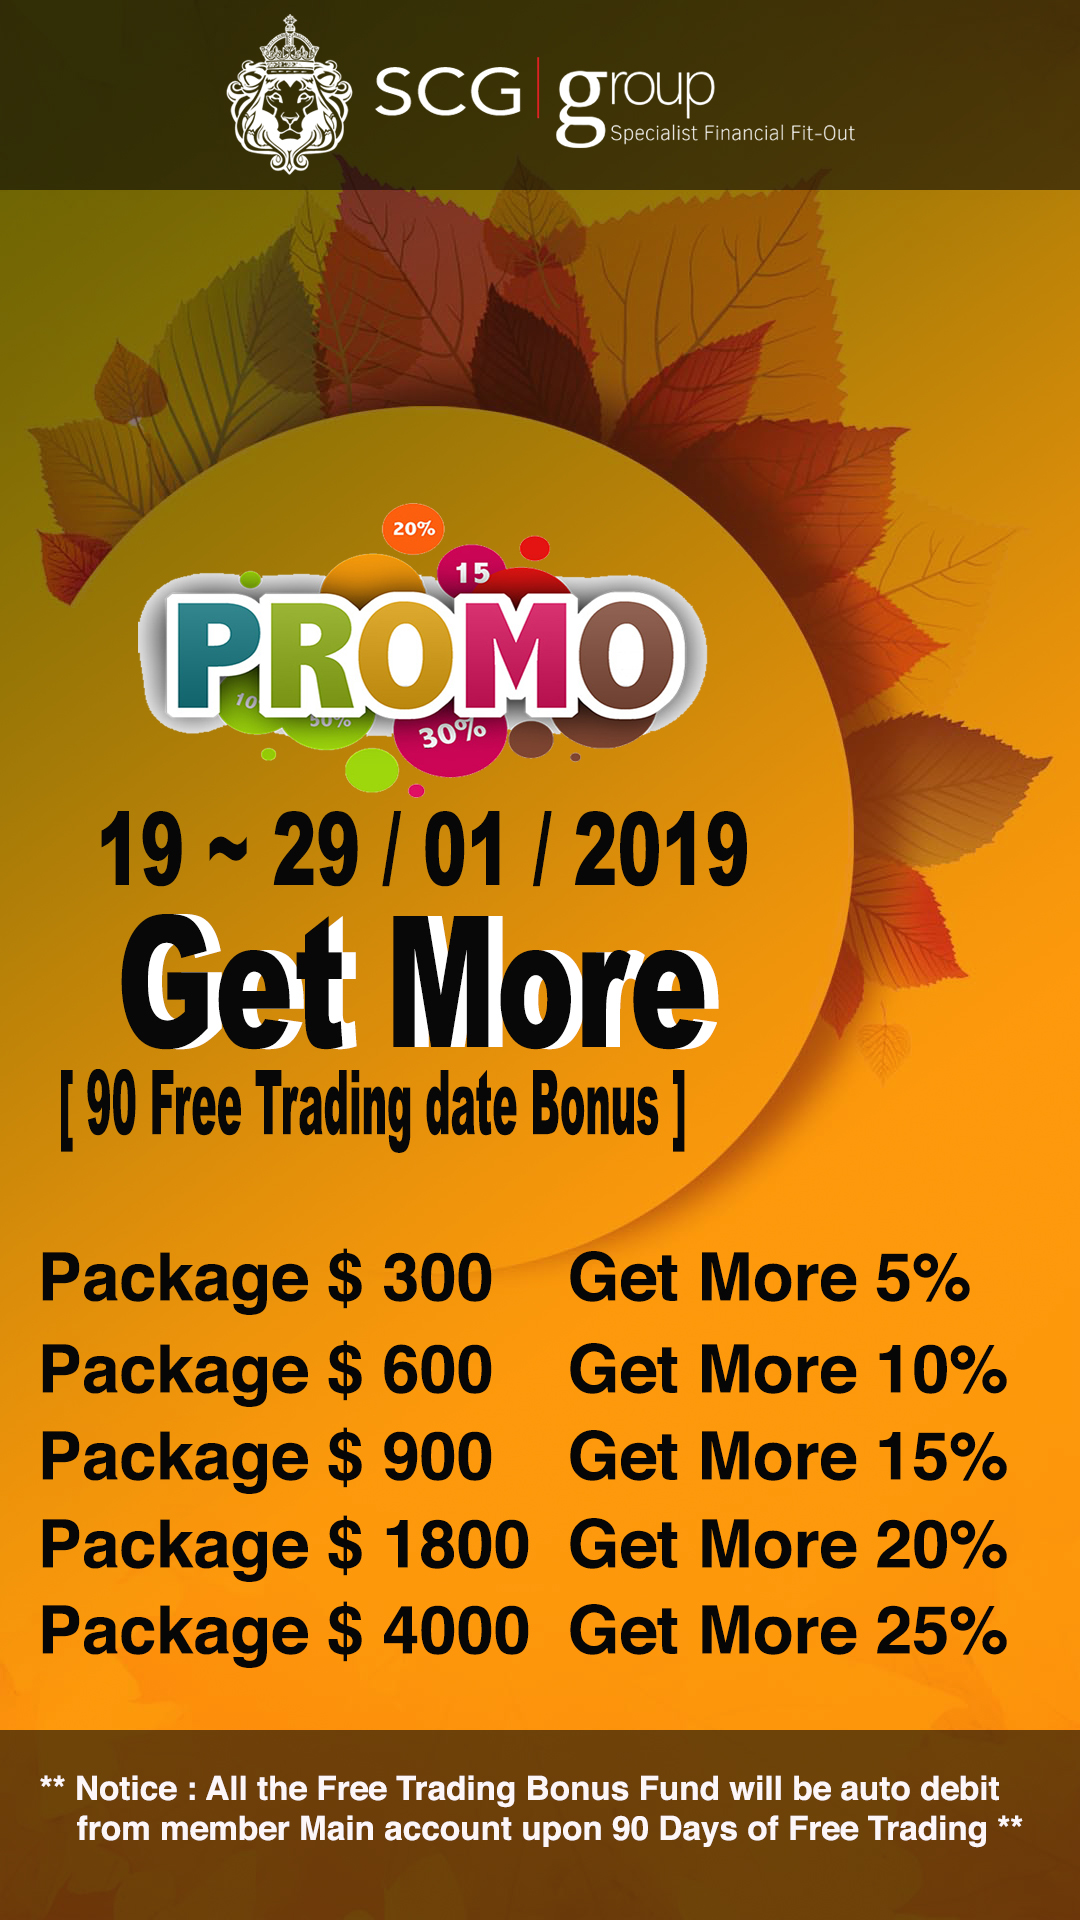 SCG group
Specialist Financial Fit-Out
20%
15
PROMO
10
50%
30%
19 ~ 29 / 01 / 2019
Get More
[ 90 Free Trading date Bonus ]
Package $ 300 Get More 5%
Package $ 600 Get More 10%
Package $ 900 Get More 15%
Package $ 1800 Get More 20%
Package $ 4000 Get More 25%
** Notice : All the Free Trading Bonus Fund will be auto debit
from member Main account upon 90 Days of Free Trading **